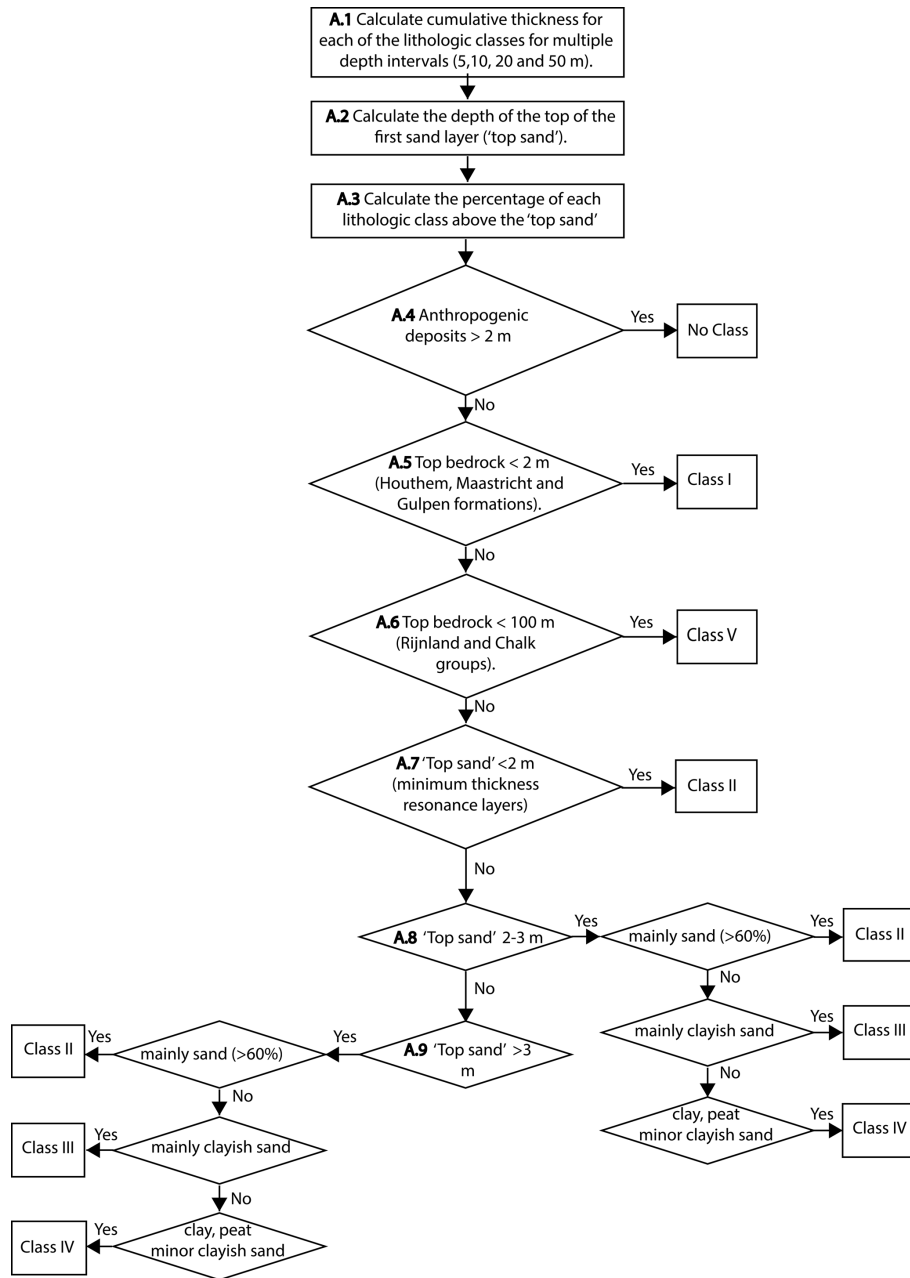 A.1 Calculate cumulative thickness for
each of the lithologic classes for multiple
depth intervals (5,10, 20 and 50 m).
A.2 Calculate the depth of the top of the
first sand layer ('top sand').
A.3 Calculate the percentage of each
lithologic class above the 'top sand'
A.4 Anthropogenic
deposits > 2 m
Yes
No Class
No
A.5 Top bedrock < 2 m
(Houthem, Maastricht and
Gulpen formations).
Yes
Class I
No
A.6 Top bedrock < 100 m
(Rijnland and Chalk
groups).
Yes
Class V
No
A.7 'Top sand' <2 m
(minimum thickness
resonance layers)
Yes
Class II
No
A.8 'Top sand' 2-3 m
Yes
mainly sand (>60%)
Yes
Class II
No
mainly clayish sand
Yes
Class III
No
clay, peat
minor clayish sand
Yes
Class IV
No
A.9 'Top sand' >3
m
Yes
mainly sand (>60%)
Yes
Class II
No
mainly clayish sand
Yes
Class III
No
clay, peat
minor clayish sand
Yes
Class IV